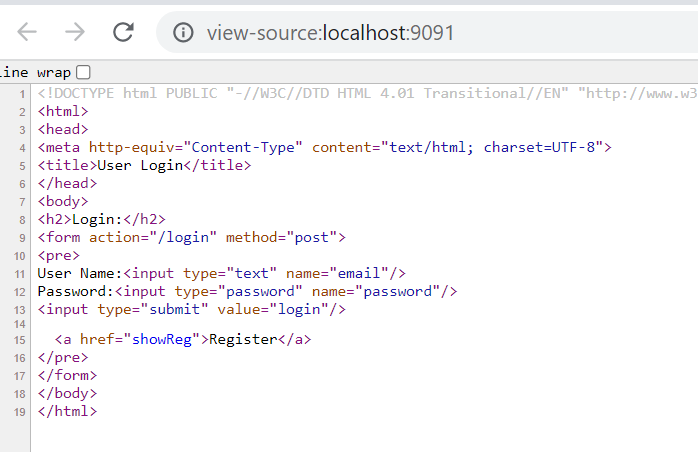 view-source:localhost:9091
ine wrap
1 <!DOCTYPE html PUBLIC "-//W3C//DTD HTML 4.01 Transitional//EN" "http://www.w3
2 <html>
3 <head>
4 <meta http-equiv="Content-Type" content="text/html; charset=UTF-8">
5 <title>User Login</title>
6 </head>
7 <body>
8 <h2>Login:</h2>
9 <form action="/login" method="post">
10 <pre>
11 User Name:<input type="text" name="email"/>
12 Password:<input type="password" name="password"/>
13 <input type="submit" value="login"/>
14
15   <a href="showReg">Register</a>
16 </pre>
17 </form>
18 </body>
19 </html>